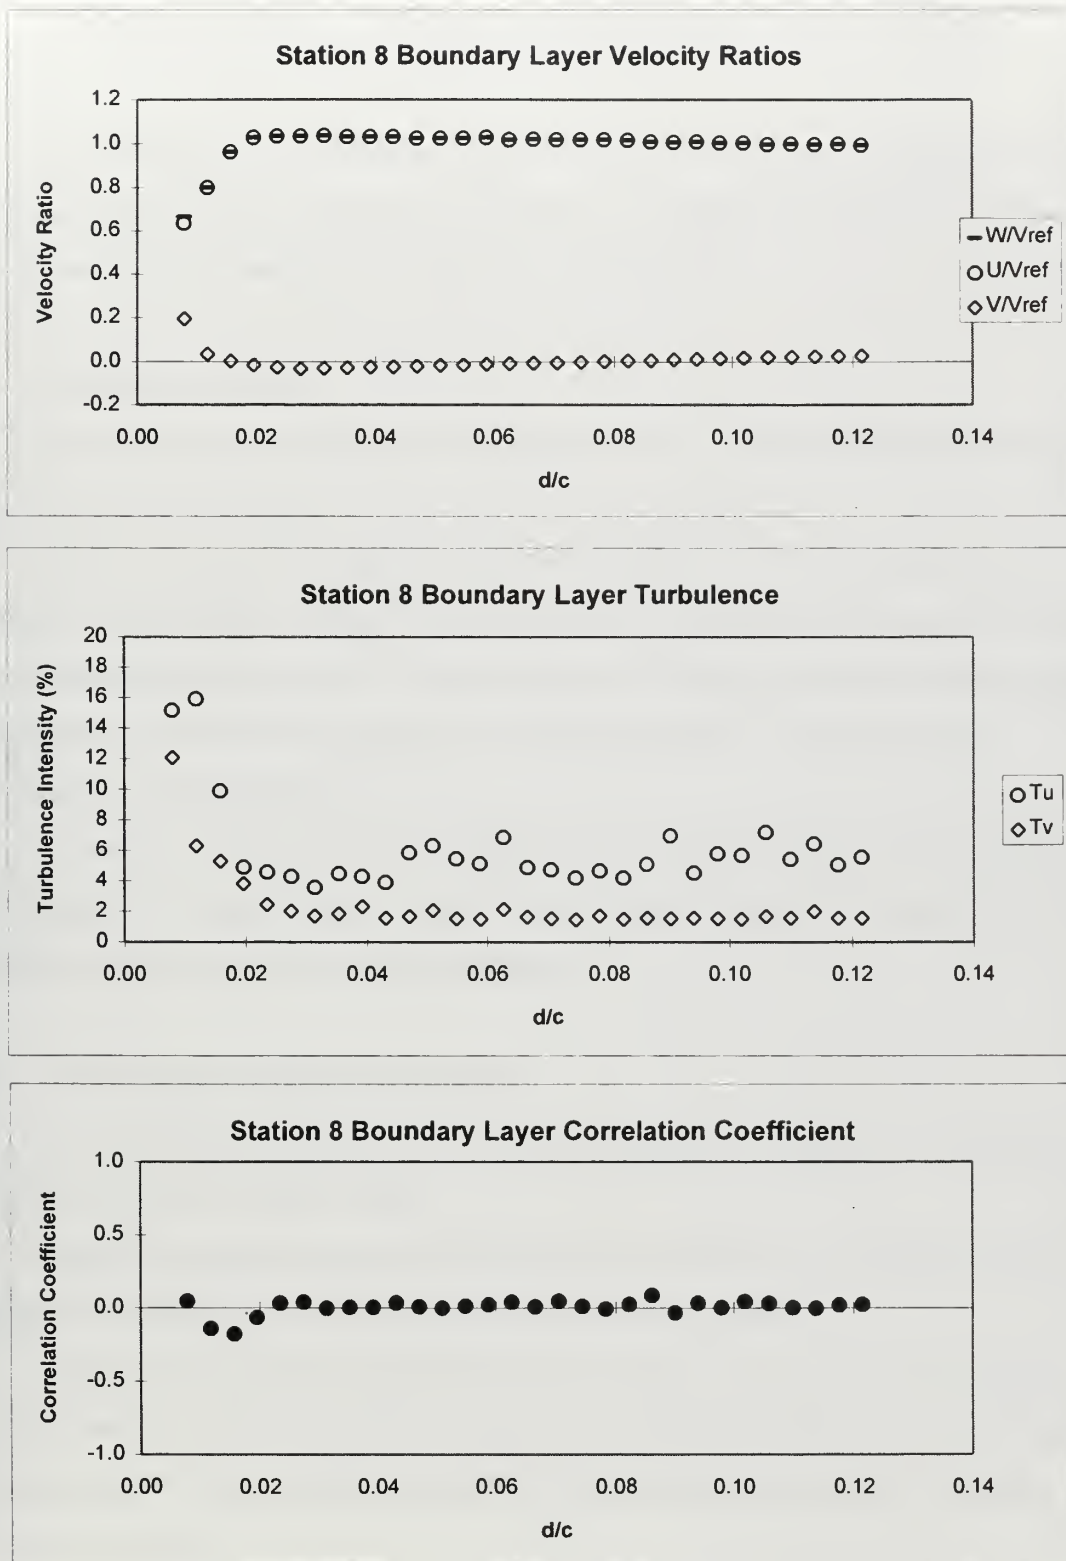 Station 8 Boundary Layer Velocity Ratios
1.2
1.0
0.8
0.6
0.4
0.2
0.0
-0.2
Velocity Ratio
0.00 0.02 0.04 0.06 0.08 0.10 0.12 0.14
d/c
W/Vref
U/Vref
V/Vref
Station 8 Boundary Layer Turbulence
20
18
16
14
12
10
8
6
4
2
0
Turbulence Intensity (%)
0.00 0.02 0.04 0.06 0.08 0.10 0.12 0.14
d/c
Tu
Tv
Station 8 Boundary Layer Correlation Coefficient
1.0
0.5
0.0
-0.5
-1.0
Correlation Coefficient
0.00 0.02 0.04 0.06 0.08 0.10 0.12 0.14
d/c